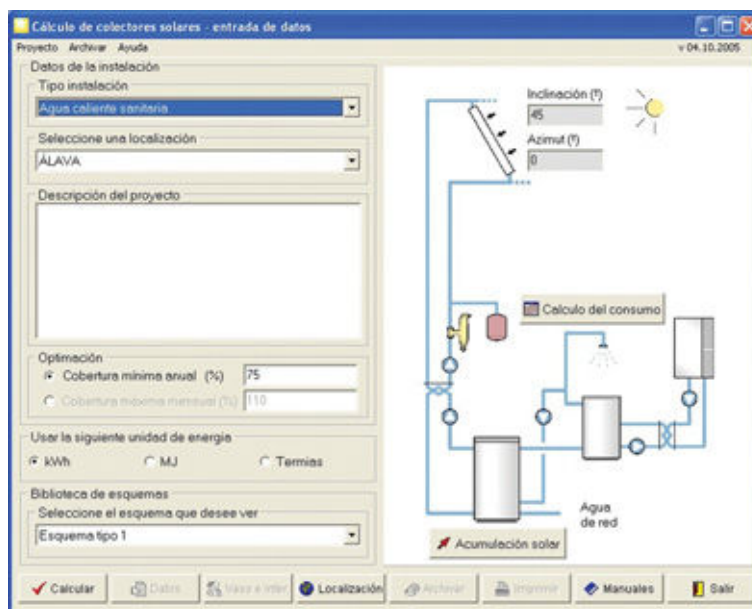 Cálculo de colectores solares - entrada de datos
Proyecto Archivar Ayuda
v 04.10.2005
Datos de la instalación
Tipo instalación
Agua caliente sanitaria
Seleccione una localización
ÁLAVA
Descripción del proyecto
Optimación
Cobertura mínima anual (%) 75
Cobertura máxima mensual (%) 110
Usar la siguiente unidad de energía
kWh MJ Termias
Biblioteca de esquemas
Seleccione el esquema que desee ver
Esquema tipo 1
Inclinación (º)
45
Azimut (º)
0
Calculo del consumo
Agua
de red
Acumulación solar
Calcular Datos Vaso e inter Localización Archivar Imprimir Manuales Salir